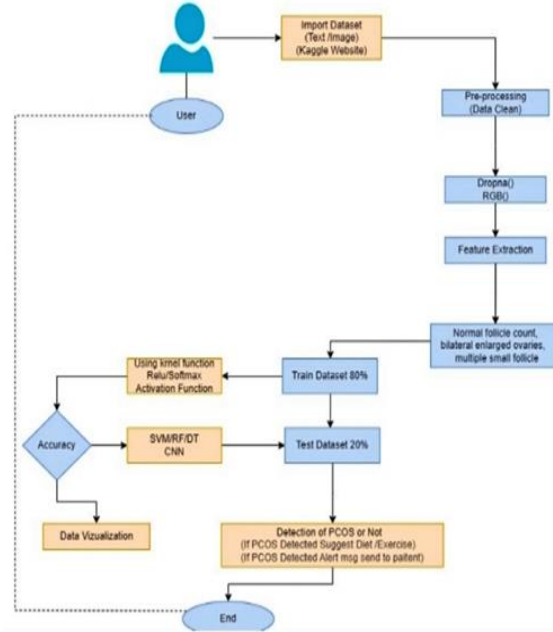 Import Dataset
(Text /Image)
(Kaggle Website)
User
Pre-processing
(Data Clean)
Dropna()
RGB()
Feature Extraction
Normal follicle count,
bilateral enlarged ovaries,
multiple small follicle
Train Dataset 80%
Using krnel function
Relu/Softmax
Activation Function
Accuracy
SVM/RF/DT
CNN
Test Dataset 20%
Data Vizualization
Detection of PCOS or Not
(If PCOS Detected Suggest Diet /Exercise)
(If PCOS Detected Alert msg send to paitent)
End